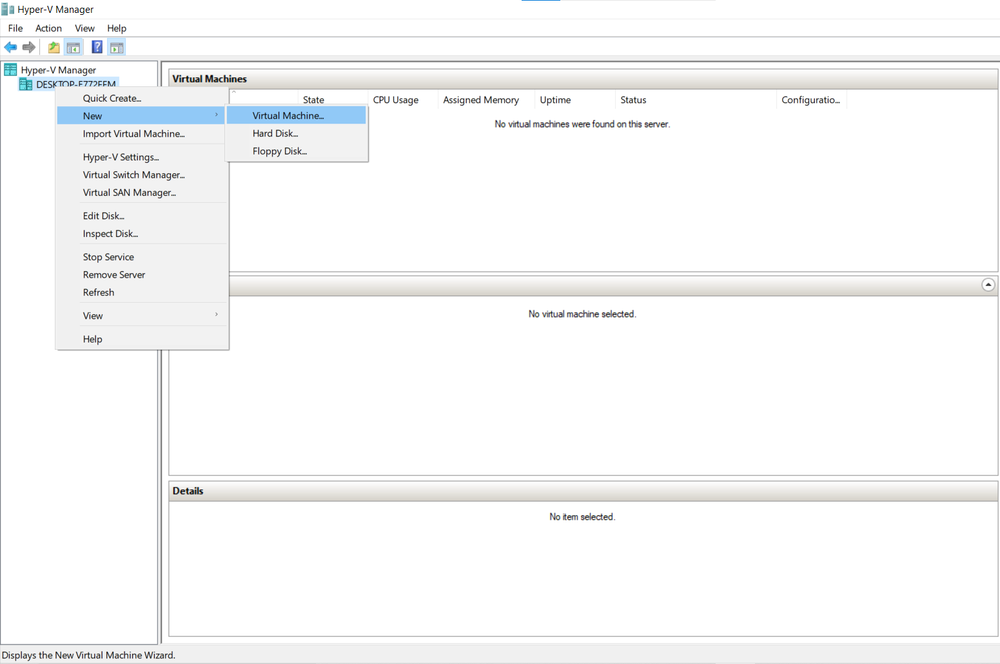 Hyper-V Manager
File Action View Help
Hyper-V Manager
Quick Create...
New
Import Virtual Machine...
Hyper-V Settings...
Virtual Switch Manager...
Virtual SAN Manager...
Edit Disk...
Inspect Disk...
Stop Service
Remove Server
Refresh
View
Help
Virtual Machine...
Hard Disk...
Floppy Disk...
Virtual Machines
State CPU Usage Assigned Memory Uptime Status Configuratio...
No virtual machines were found on this server.
No virtual machine selected.
Details
No item selected.
Displays the New Virtual Machine Wizard.